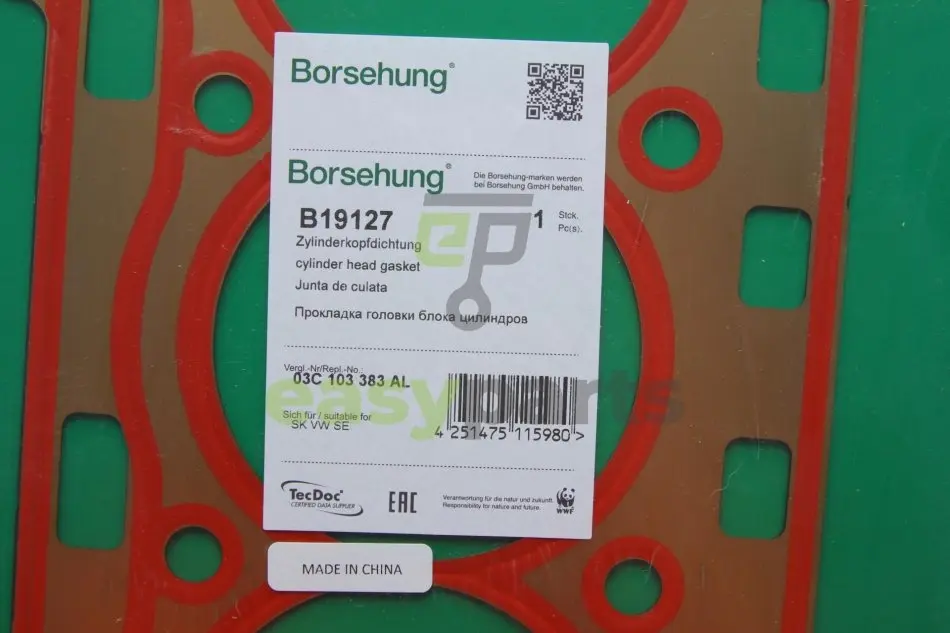 Borsehung®
Borsehung®
Die Borsehung-marken werden
bei Borsehung GmbH behalten.
B19127
1 Stck.
Pc(s).
Zylinderkopfdichtung
cylinder head gasket
Junta de culata
Прокладка головки блока цилиндров
Vergl.-Nr/Repl.-No.:
03C 103 383 AL
Sich für / suitable for
SK VW SE
4 251475 115980 >
TecDoc®
CERTIFIED DATA SUPPLIER
EAC
Verantwortung für die natur und zukunft.
Responsibility for nature and future.
WWF
MADE IN CHINA
ep
easyparts